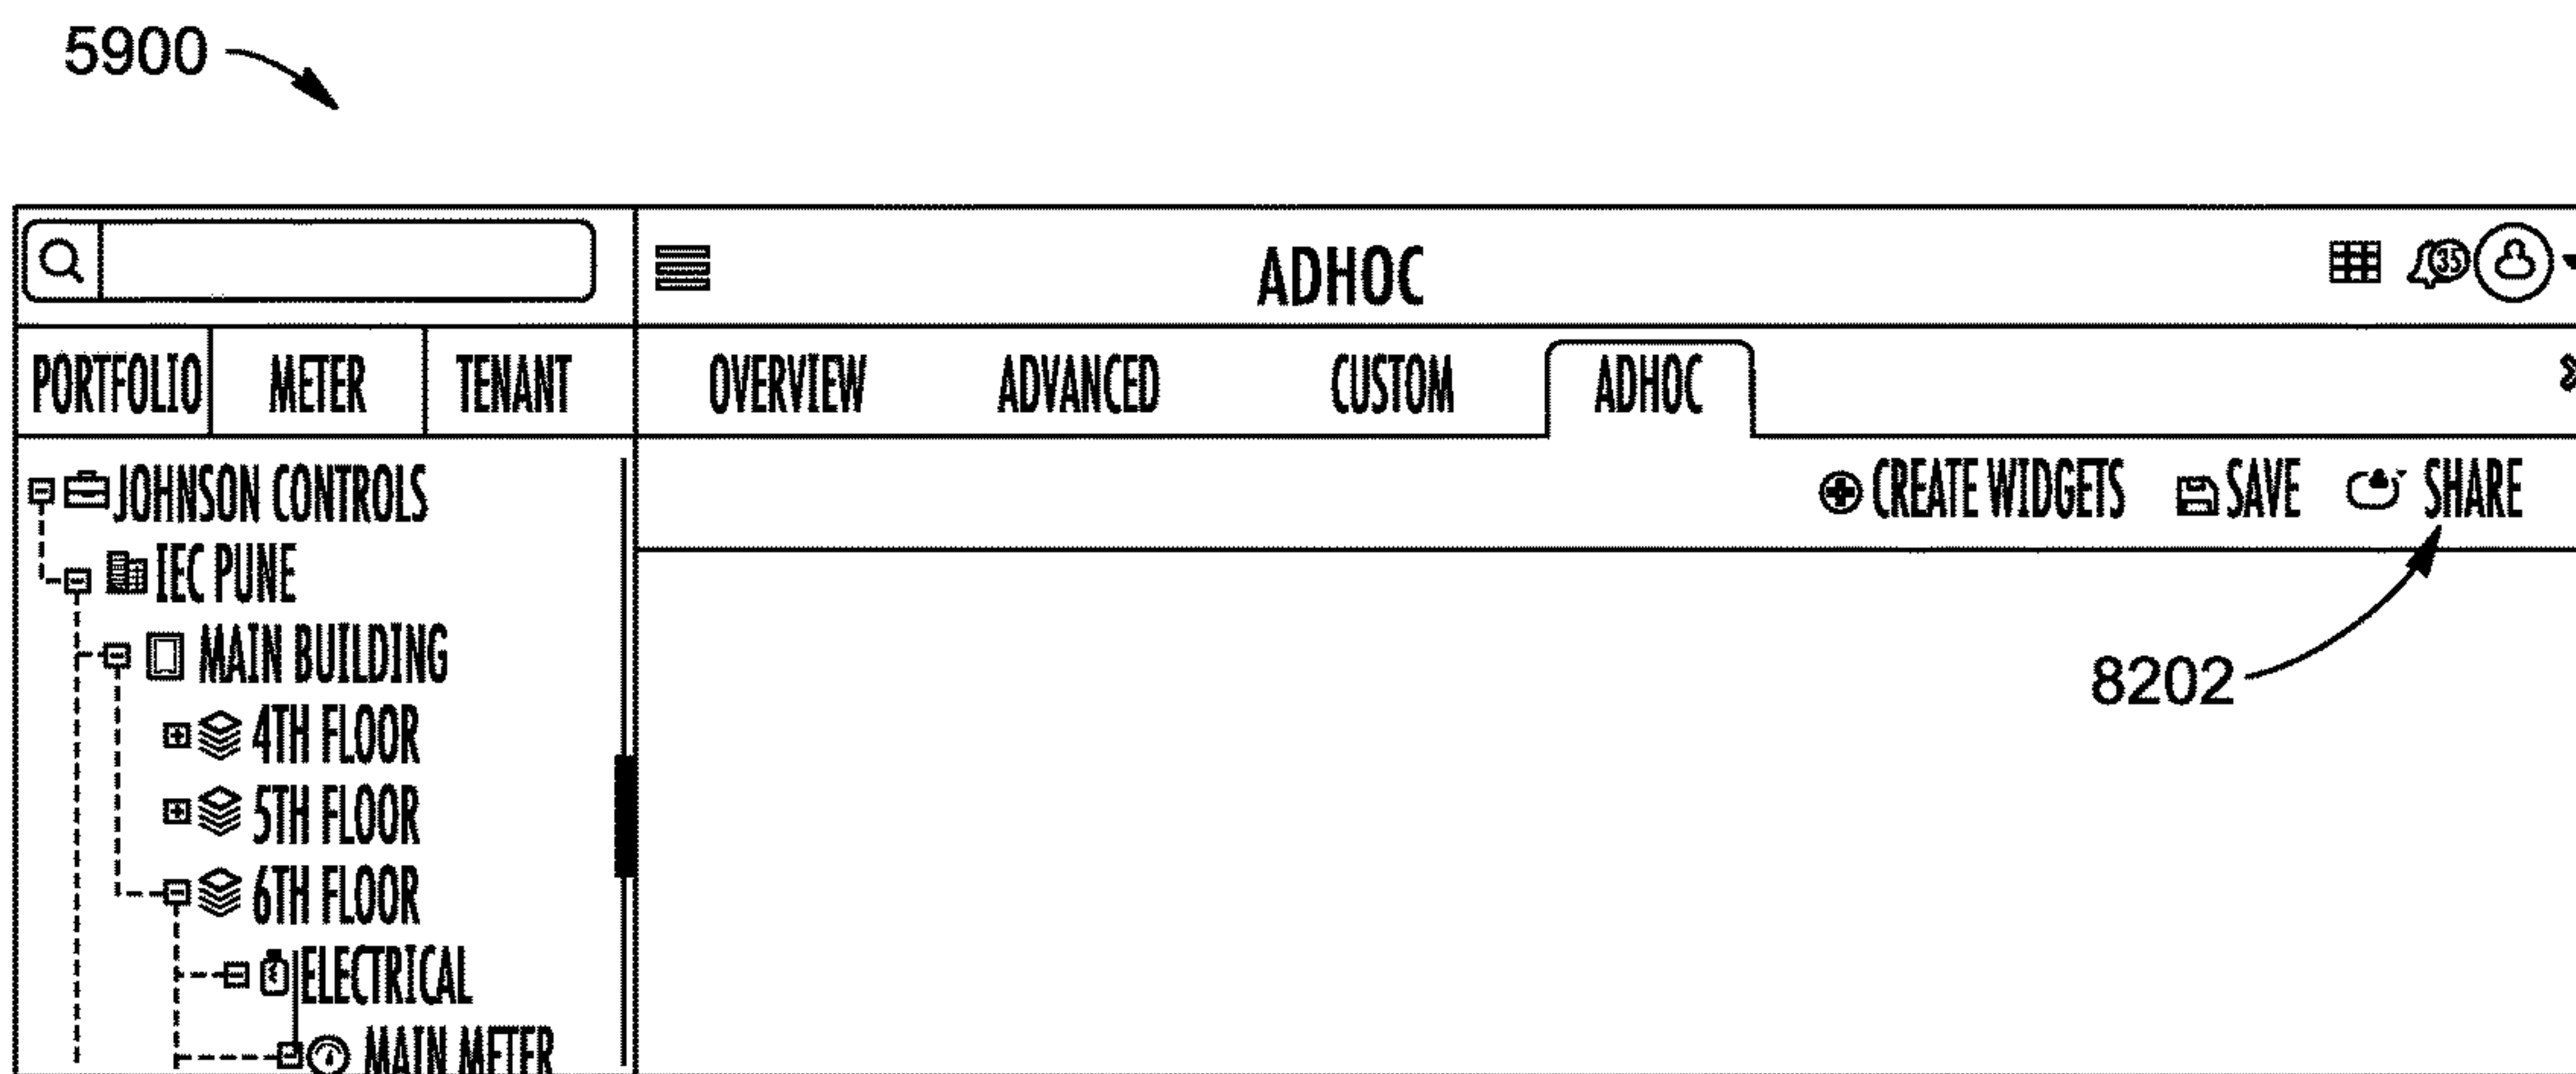 5900
ADHOC
35
PORTFOLIO METER TENANT
OVERVIEW ADVANCED CUSTOM ADHOC
CREATE WIDGETS SAVE SHARE
JOHNSON CONTROLS
IEC PUNE
MAIN BUILDING
4TH FLOOR
5TH FLOOR
6TH FLOOR
ELECTRICAL
MAIN METER
8202